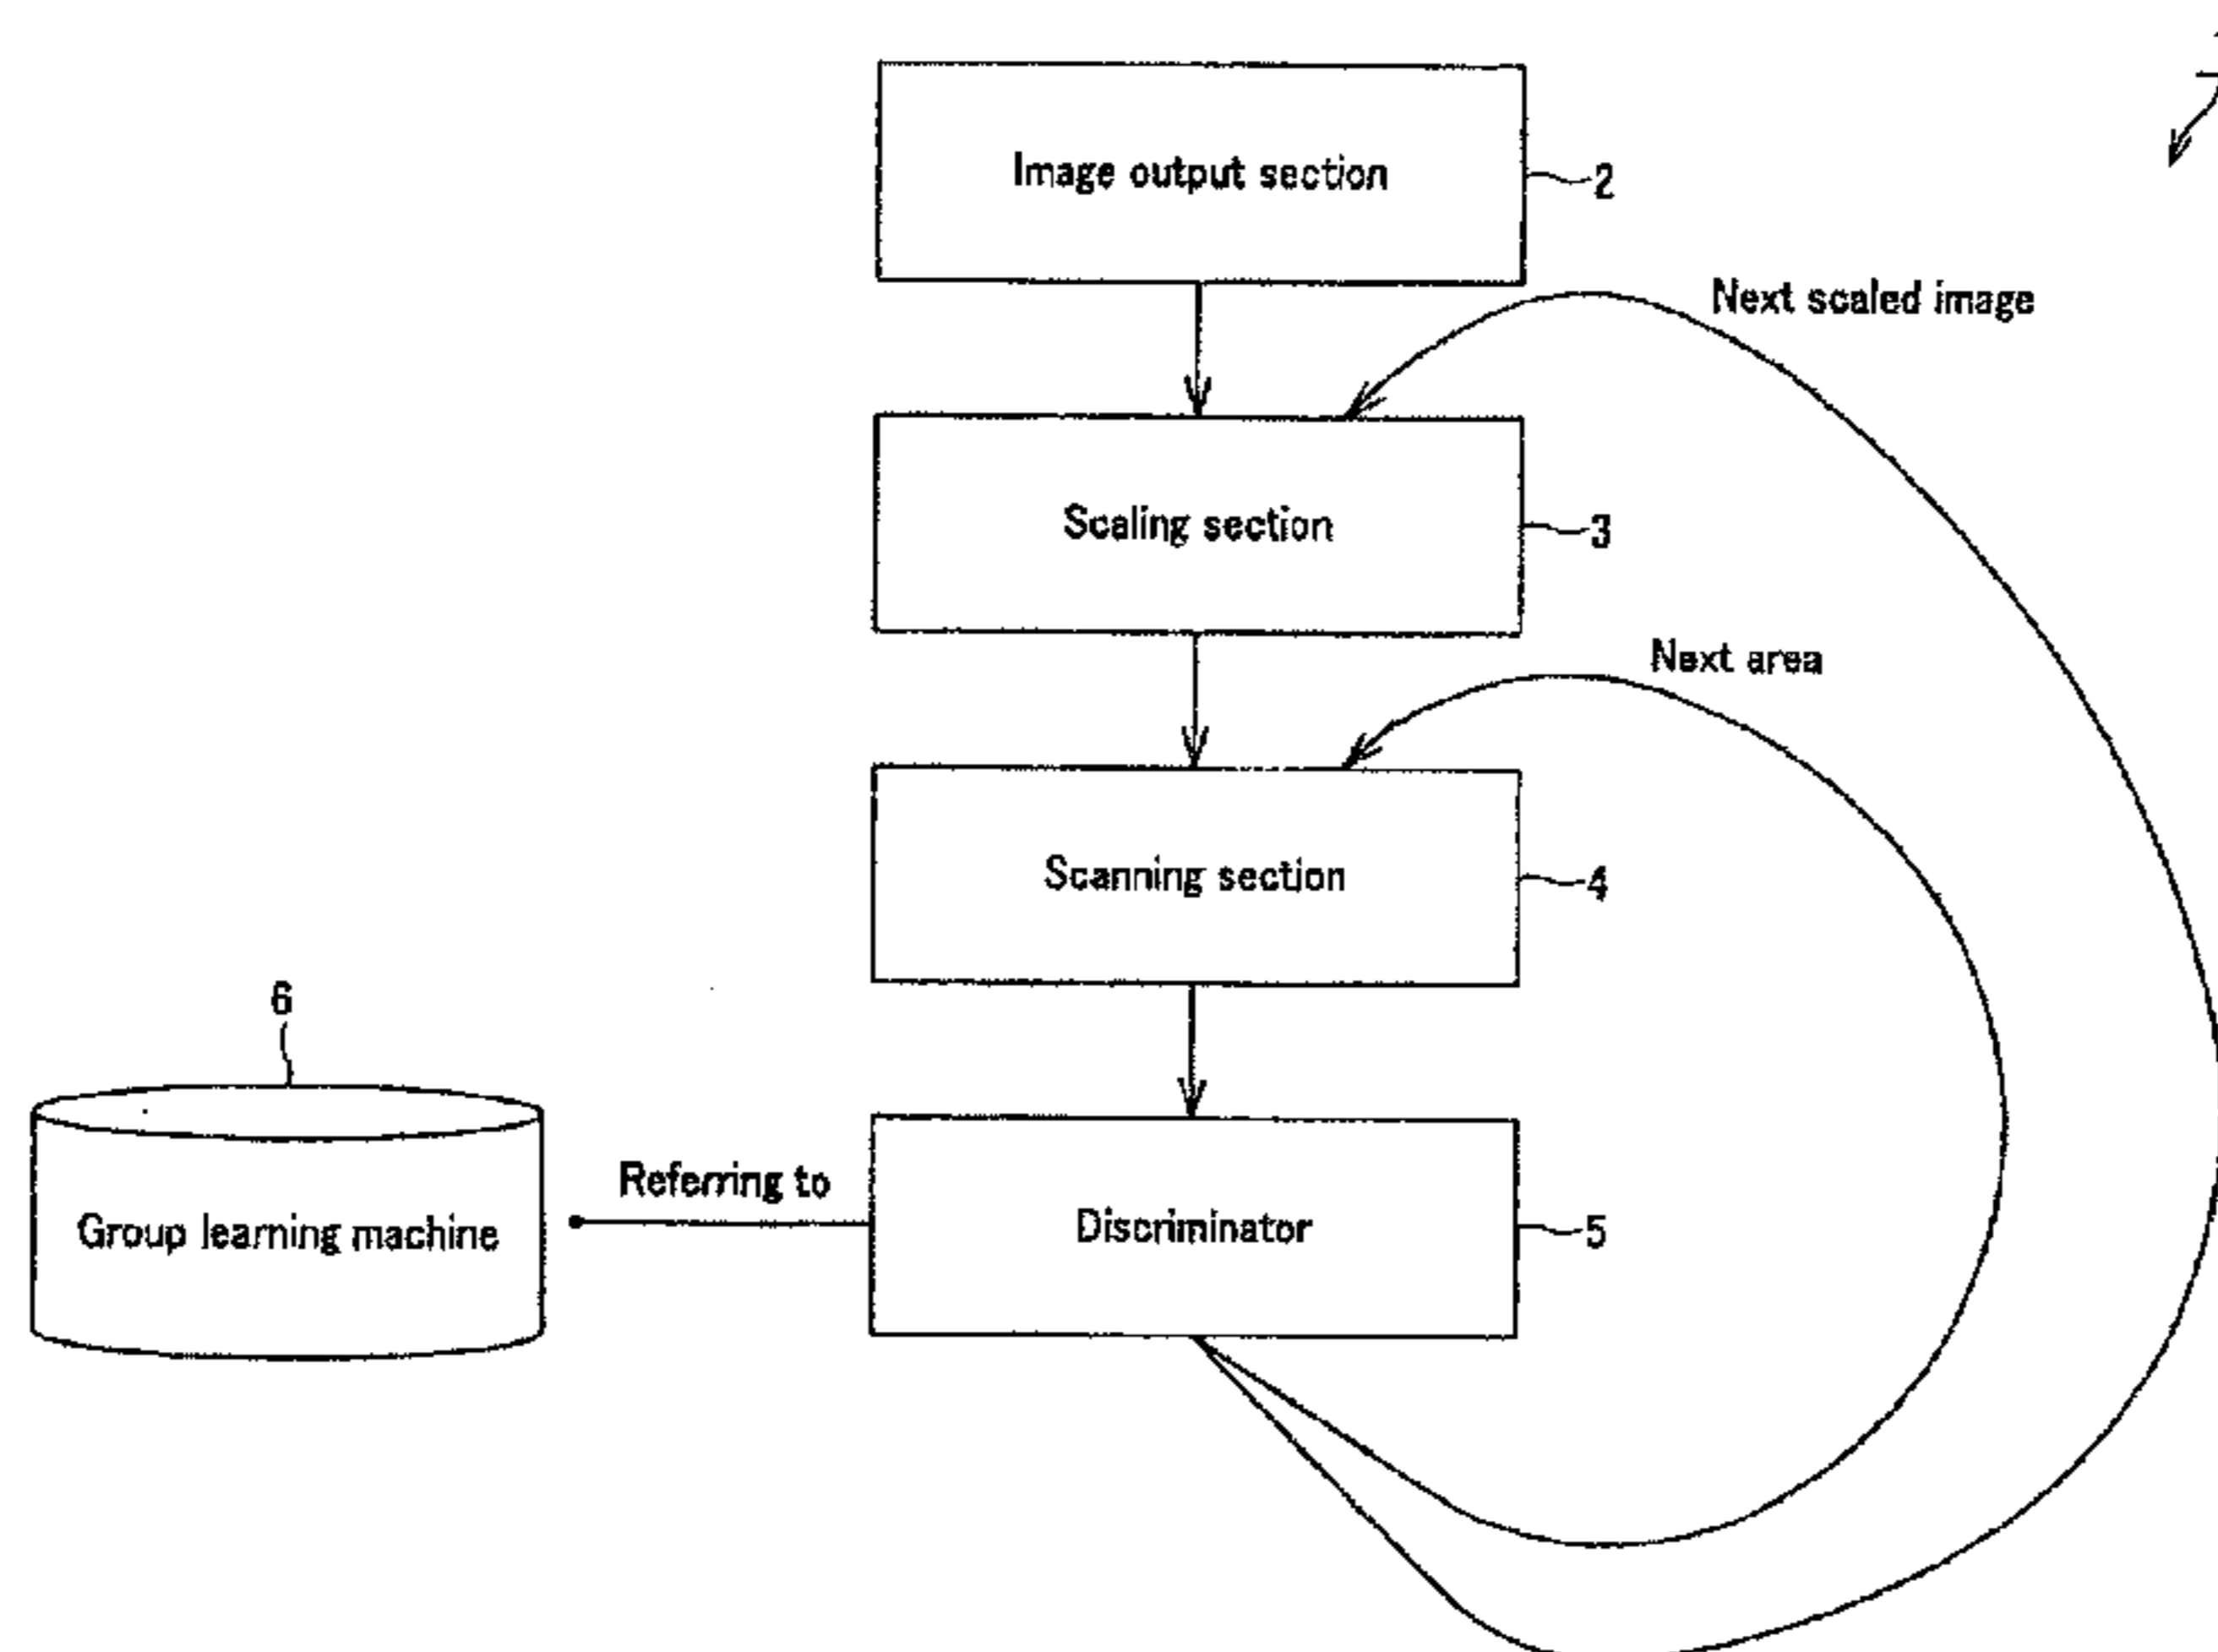 Image output section
2
Next scaled image
Scaling section
3
Next area
Scanning section
4
6
Referring to
Group learning machine
Discriminator
5